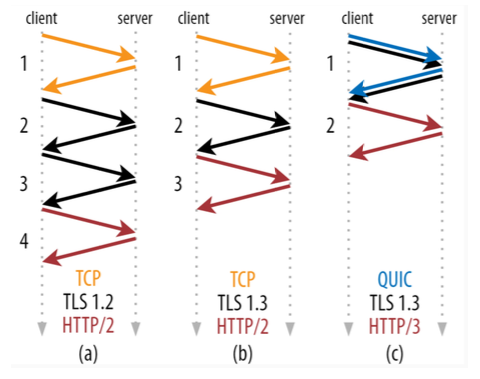 client server
1
2
3
4
TCP
TLS 1.2
HTTP/2
(a)
client server
1
2
3
TCP
TLS 1.3
HTTP/2
(b)
client server
1
2
QUIC
TLS 1.3
HTTP/3
(c)